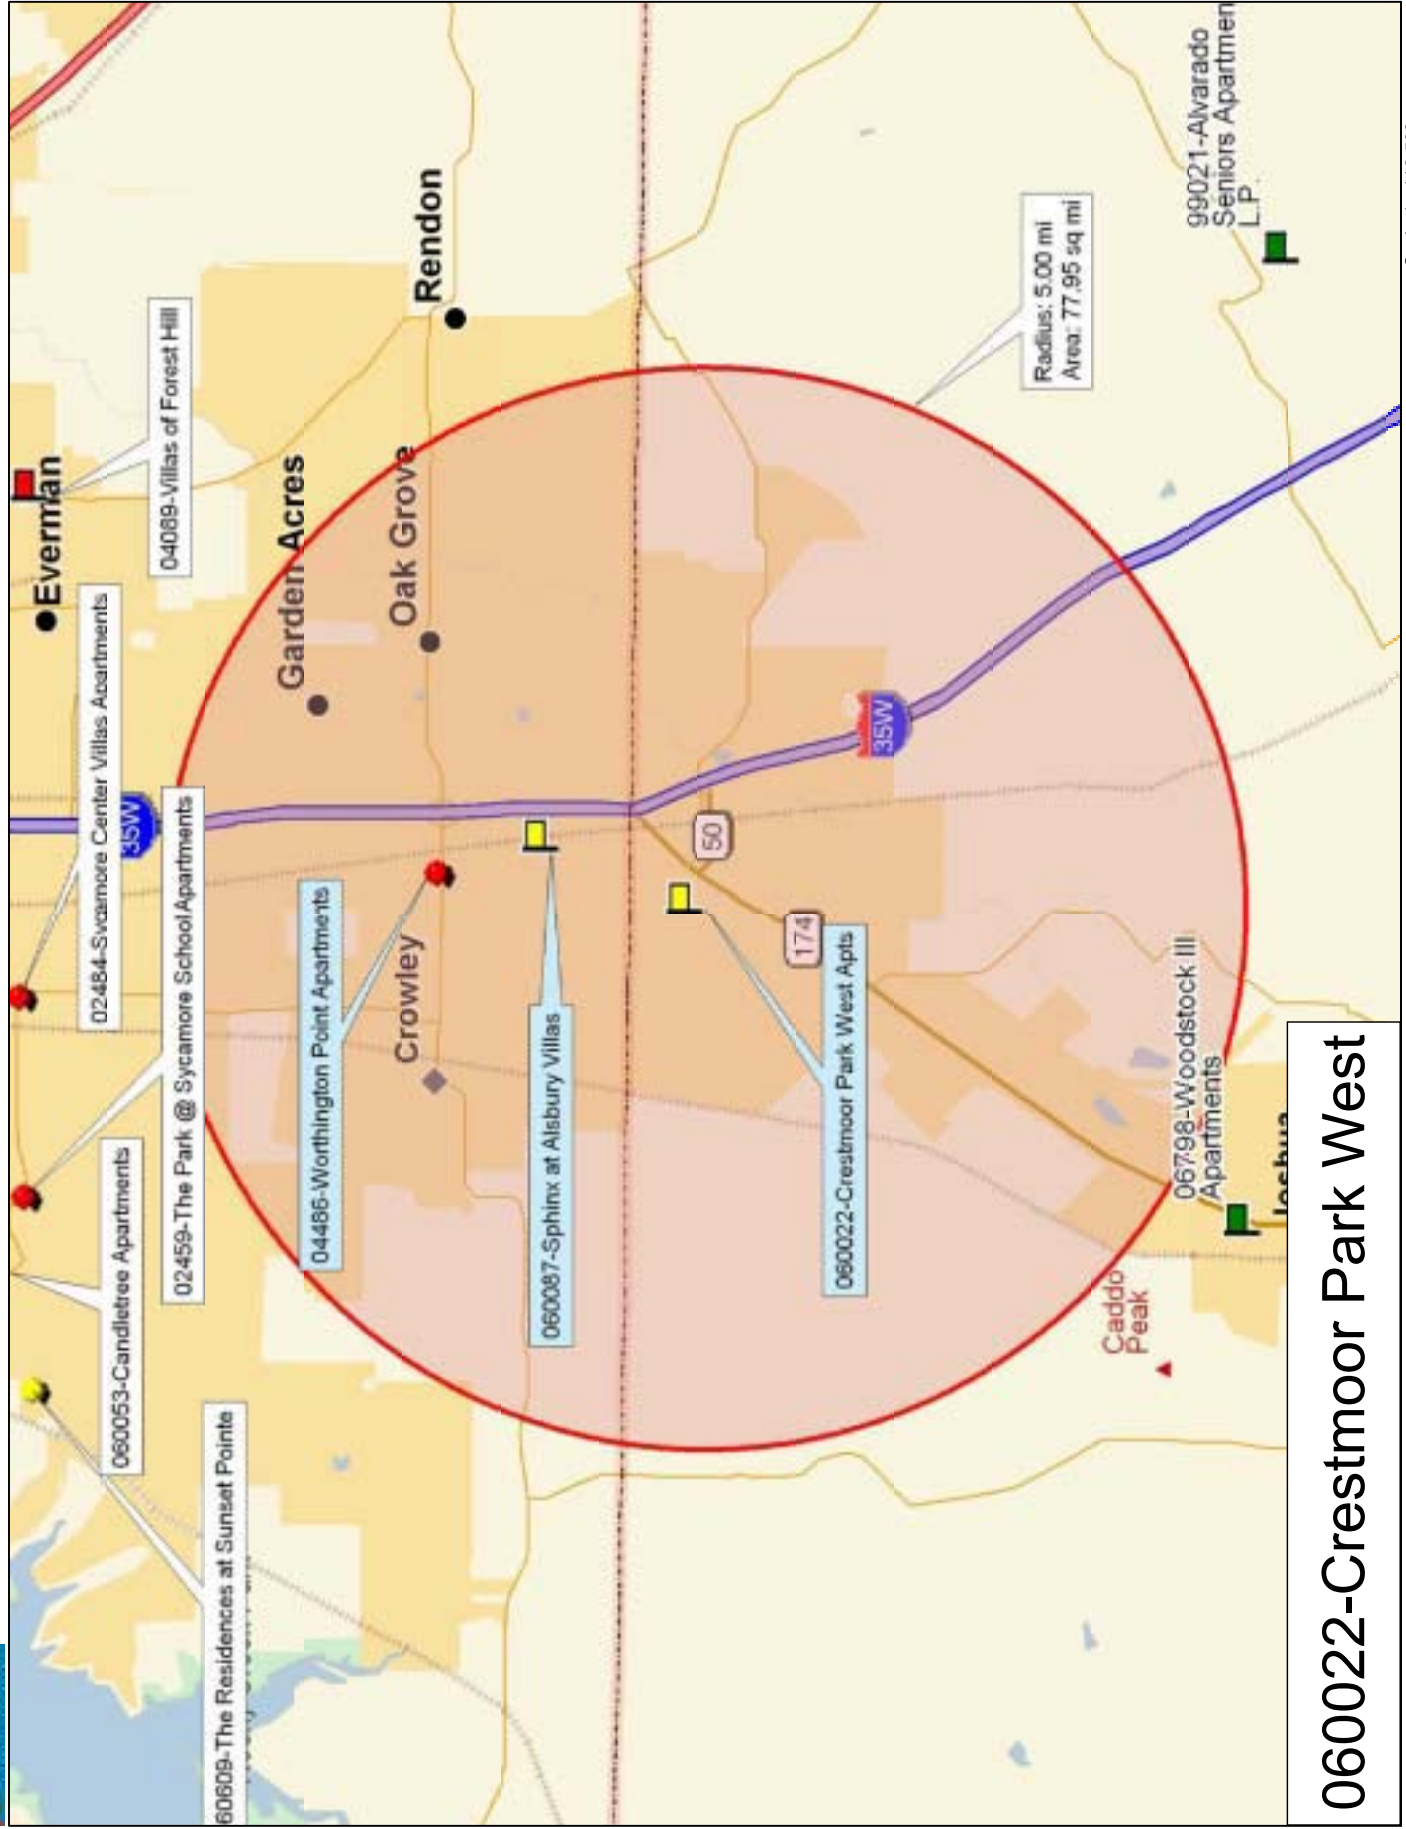 02484-Sycamore Center Villas Apartments
35W
Everman
04089-Villas of Forest Hill
060053-Candletree Apartments
02459-The Park @ Sycamore School Apartments
60609-The Residences at Sunset Pointe
Garden Acres
Oak Grove
Rendon
04486-Worthington Point Apartments
Crowley
060087-Sphinx at Alsbury Villas
50
174
35W
060022-Crestmoor Park West Apts
Radius: 5.00 mi
Area: 77.95 sq mi
99021-Alvarado
Seniors Apartmen
L.P.
Caddo
Peak
06798-Woodstock III
Apartments
Joshua
060022-Crestmoor Park West